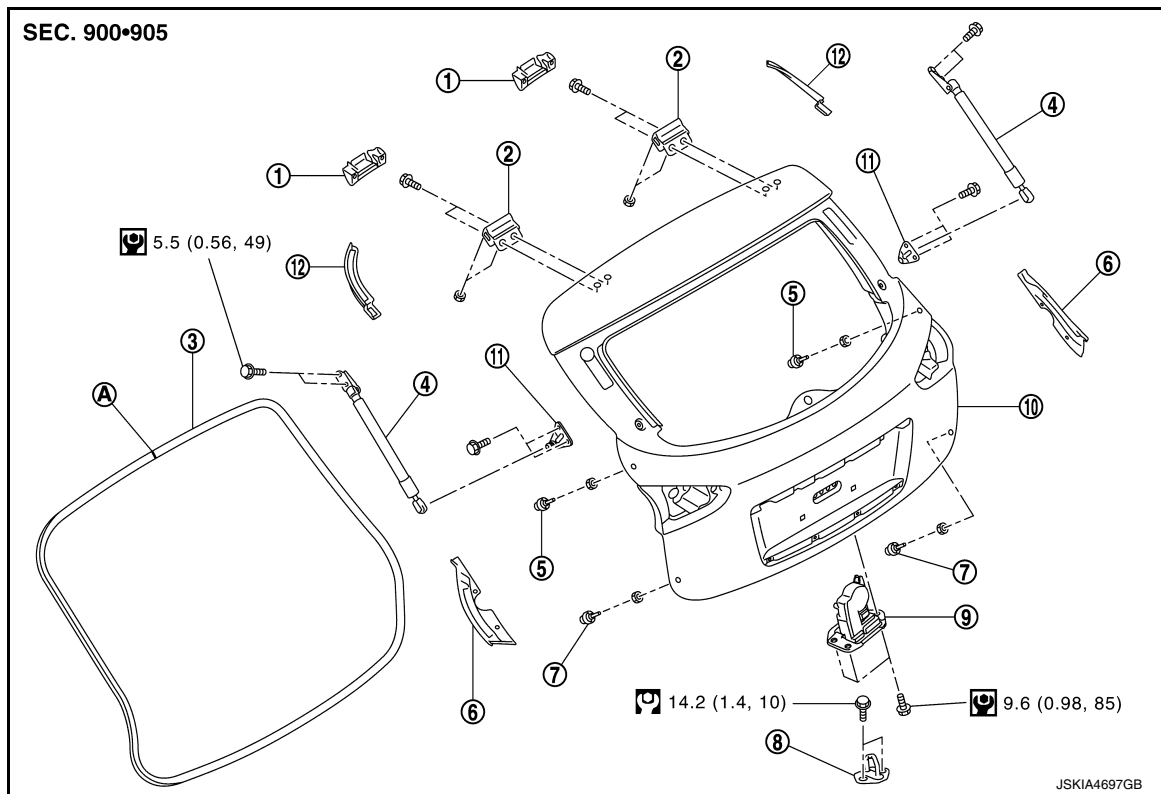 SEC. 900•905
① ② ⑫
④
① ②
⑪
5.5 (0.56, 49)
⑫ ⑥
⑤
③ ⑪
Ⓐ ④ ⑩
⑤ ⑦
⑦ ⑨
⑥
14.2 (1.4, 10) 9.6 (0.98, 85)
⑧
JSKIA4697GB